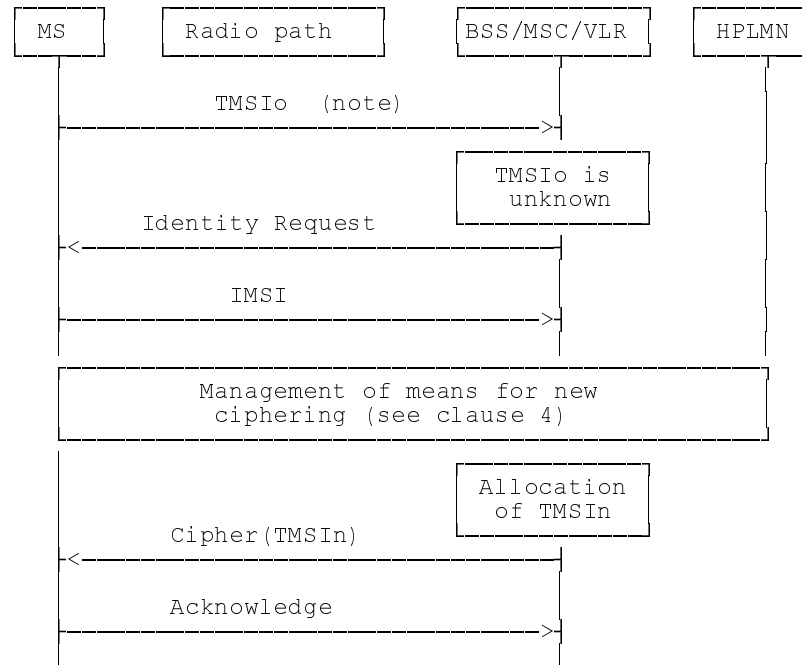 MS
Radio path
BSS/MSC/VLR
HPLMN
TMSIo (note)
TMSIo is
unknown
Identity Request
IMSI
Management of means for new
ciphering (see clause 4)
Allocation
of TMSIn
Cipher(TMSIn)
Acknowledge